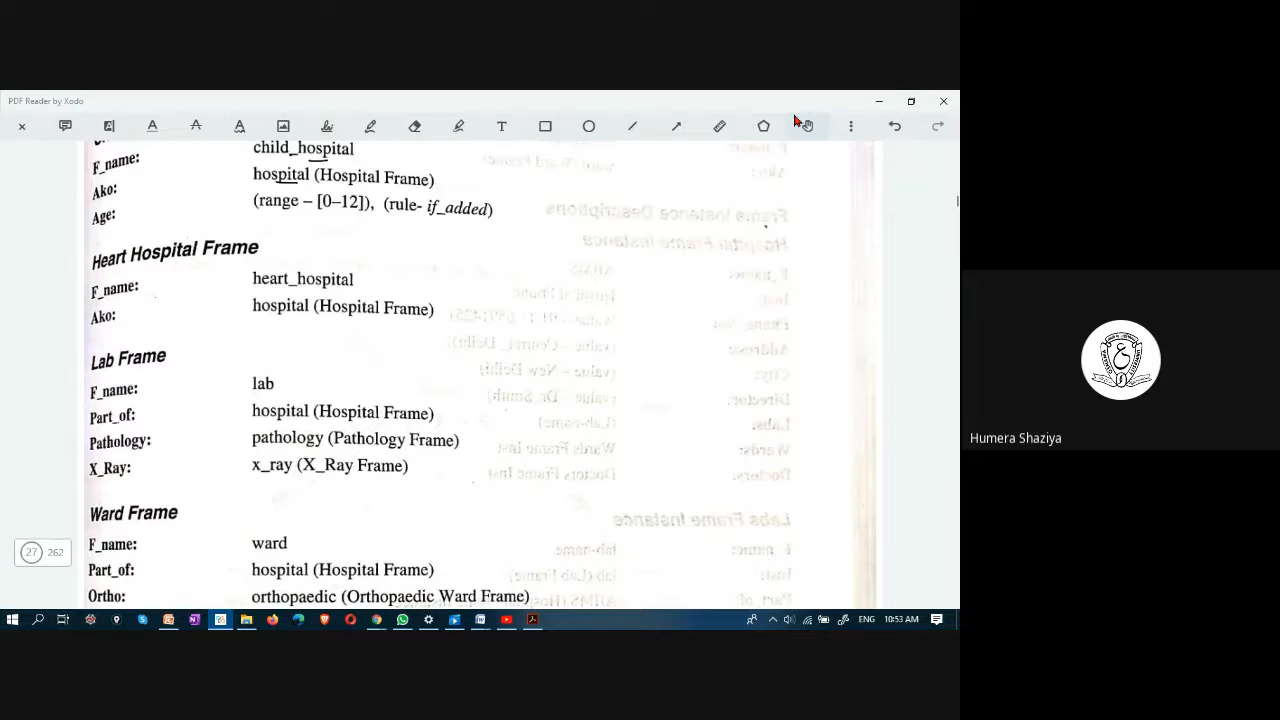 PDF Reader by Xodo
F_name: child_hospital
Ako: hospital (Hospital Frame)
Age: (range – [0–12]), (rule- if_added)
Heart Hospital Frame
F_name: heart_hospital
Ako: hospital (Hospital Frame)
Lab Frame
F_name: lab
Part_of: hospital (Hospital Frame)
Pathology: pathology (Pathology Frame)
X_Ray: x_ray (X_Ray Frame)
Ward Frame
F_name: ward
Part_of: hospital (Hospital Frame)
Ortho: orthopaedic (Orthopaedic Ward Frame)
27 262
ENG 10:53 AM
Humera Shaziya